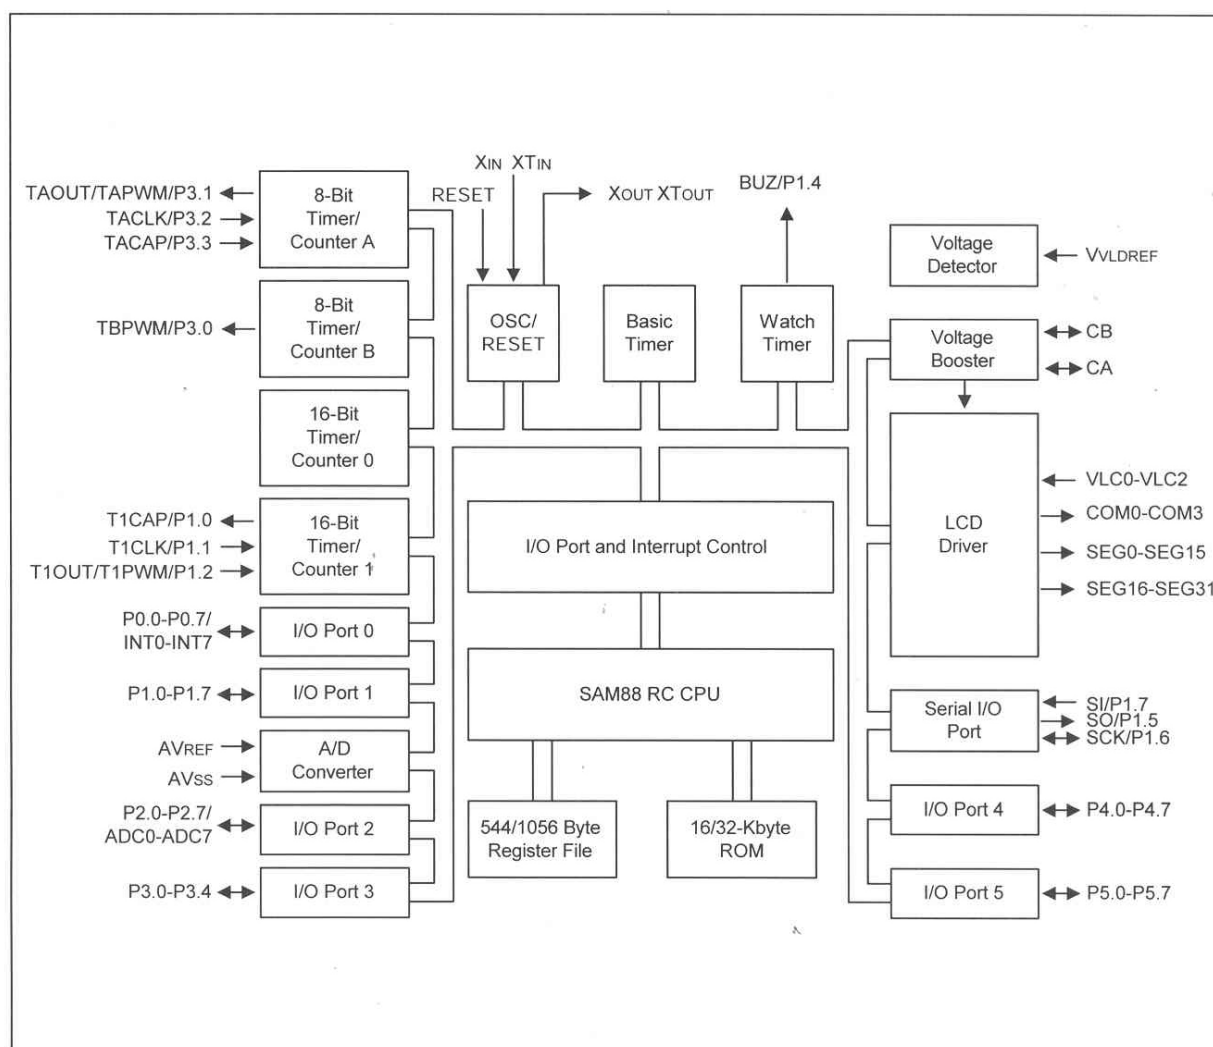 XIN XTIN
RESET
XOUT XTOUT
BUZ/P1.4
TAOUT/TAPWM/P3.1
TACLK/P3.2
TACAP/P3.3
8-Bit
Timer/
Counter A
TBPWM/P3.0
8-Bit
Timer/
Counter B
16-Bit
Timer/
Counter 0
T1CAP/P1.0
T1CLK/P1.1
T1OUT/T1PWM/P1.2
16-Bit
Timer/
Counter 1
P0.0-P0.7/
INT0-INT7
I/O Port 0
P1.0-P1.7
I/O Port 1
AVREF
AVSS
A/D
Converter
P2.0-P2.7/
ADC0-ADC7
I/O Port 2
P3.0-P3.4
I/O Port 3
OSC/
RESET
Basic
Timer
Watch
Timer
I/O Port and Interrupt Control
SAM88 RC CPU
544/1056 Byte
Register File
16/32-Kbyte
ROM
Voltage
Detector
VVLDREF
Voltage
Booster
CB
CA
LCD
Driver
VLC0-VLC2
COM0-COM3
SEG0-SEG15
SEG16-SEG31
Serial I/O
Port
SI/P1.7
SO/P1.5
SCK/P1.6
I/O Port 4
P4.0-P4.7
I/O Port 5
P5.0-P5.7